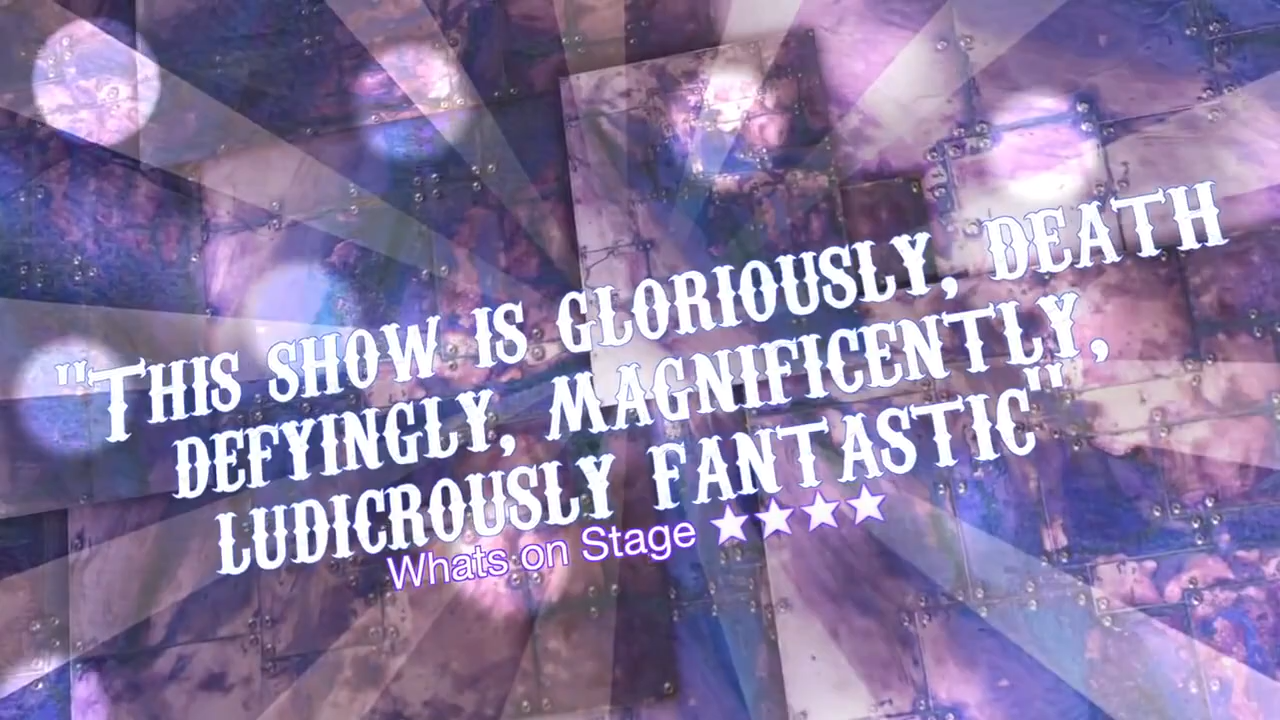 "This show is gloriously, death
defyingly, magnificently,
ludicrously fantastic"
Whats on Stage ★★★★